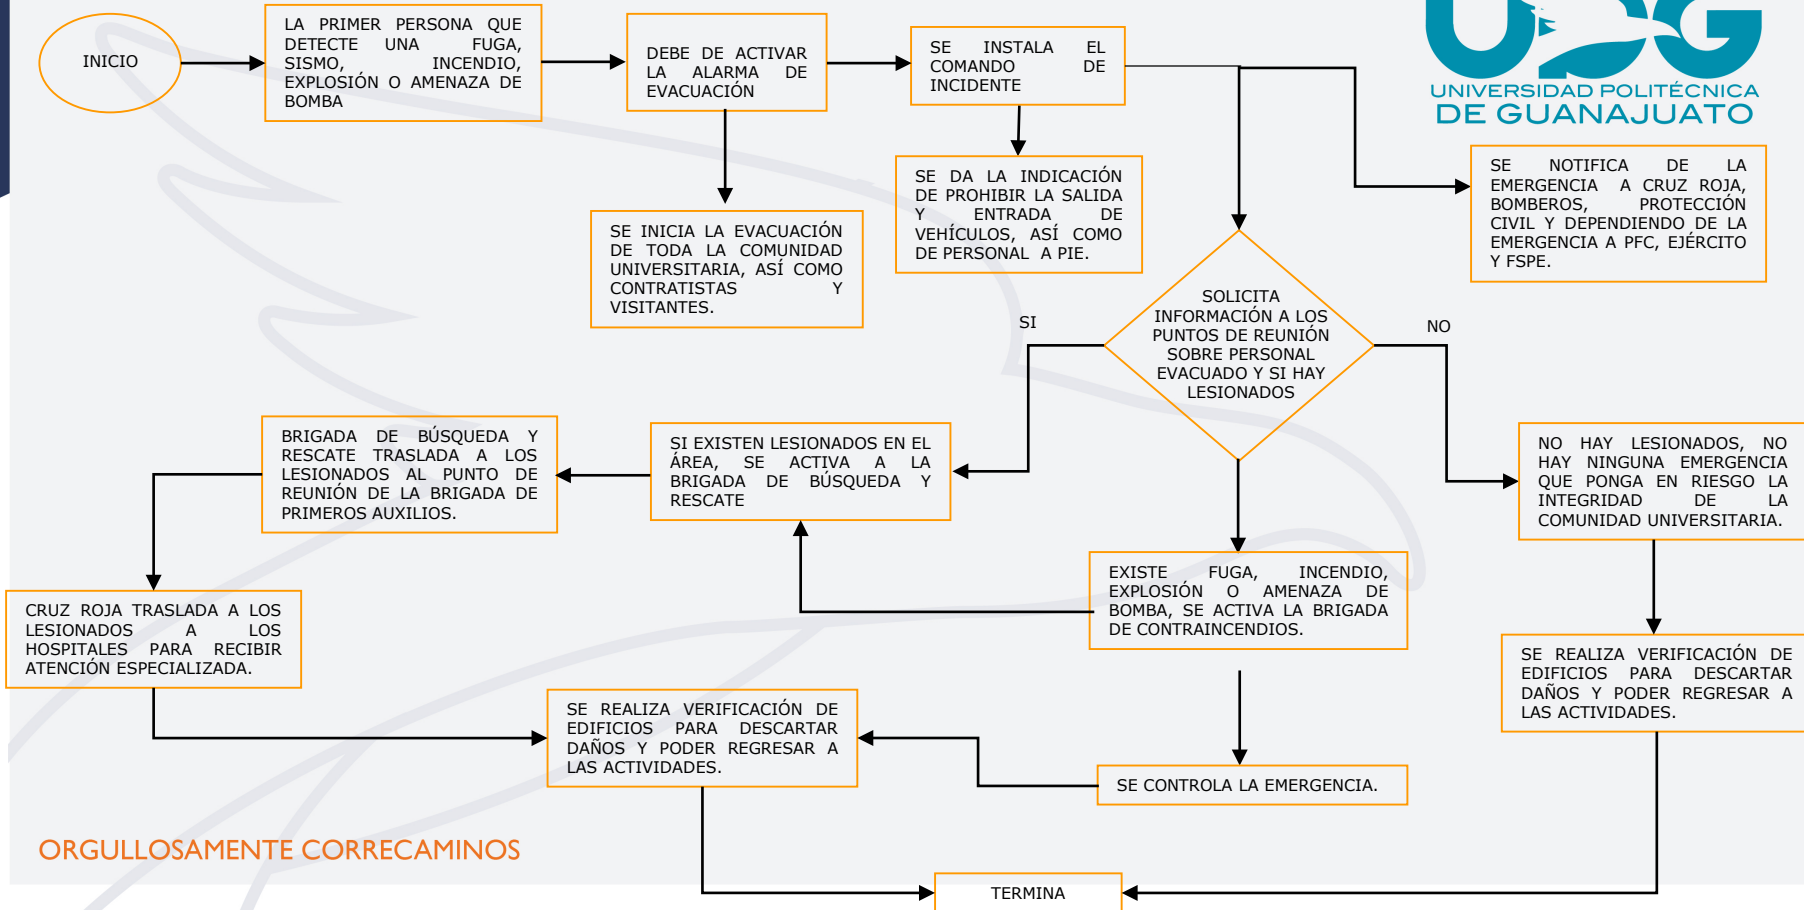 INICIO
LA PRIMER PERSONA QUE
DETECTE UNA FUGA,
SISMO, INCENDIO,
EXPLOSIÓN O AMENAZA DE
BOMBA
DEBE DE ACTIVAR
LA ALARMA DE
EVACUACIÓN
SE INSTALA EL
COMANDO DE
INCIDENTE
UPG
UNIVERSIDAD POLITÉCNICA
DE GUANAJUATO
SE INICIA LA EVACUACIÓN
DE TODA LA COMUNIDAD
UNIVERSITARIA, ASÍ COMO
CONTRATISTAS Y
VISITANTES.
SE DA LA INDICACIÓN
DE PROHIBIR LA SALIDA
Y ENTRADA DE
VEHÍCULOS, ASÍ COMO
DE PERSONAL A PIE.
SE NOTIFICA DE LA
EMERGENCIA A CRUZ ROJA,
BOMBEROS, PROTECCIÓN
CIVIL Y DEPENDIENDO DE LA
EMERGENCIA A PFC, EJÉRCITO
Y FSPE.
SOLICITA
INFORMACIÓN A LOS
PUNTOS DE REUNIÓN
SOBRE PERSONAL
EVACUADO Y SI HAY
LESIONADOS
SI
NO
BRIGADA DE BÚSQUEDA Y
RESCATE TRASLADA A LOS
LESIONADOS AL PUNTO DE
REUNIÓN DE LA BRIGADA DE
PRIMEROS AUXILIOS.
SI EXISTEN LESIONADOS EN EL
ÁREA, SE ACTIVA A LA
BRIGADA DE BÚSQUEDA Y
RESCATE
NO HAY LESIONADOS, NO
HAY NINGUNA EMERGENCIA
QUE PONGA EN RIESGO LA
INTEGRIDAD DE LA
COMUNIDAD UNIVERSITARIA.
CRUZ ROJA TRASLADA A LOS
LESIONADOS A LOS
HOSPITALES PARA RECIBIR
ATENCIÓN ESPECIALIZADA.
EXISTE FUGA, INCENDIO,
EXPLOSIÓN O AMENAZA DE
BOMBA, SE ACTIVA LA BRIGADA
DE CONTRAINCENDIOS.
SE REALIZA VERIFICACIÓN DE
EDIFICIOS PARA DESCARTAR
DAÑOS Y PODER REGRESAR A
LAS ACTIVIDADES.
SE REALIZA VERIFICACIÓN DE
EDIFICIOS PARA DESCARTAR
DAÑOS Y PODER REGRESAR A
LAS ACTIVIDADES.
SE CONTROLA LA EMERGENCIA.
ORGULLOSAMENTE CORRECAMINOS
TERMINA